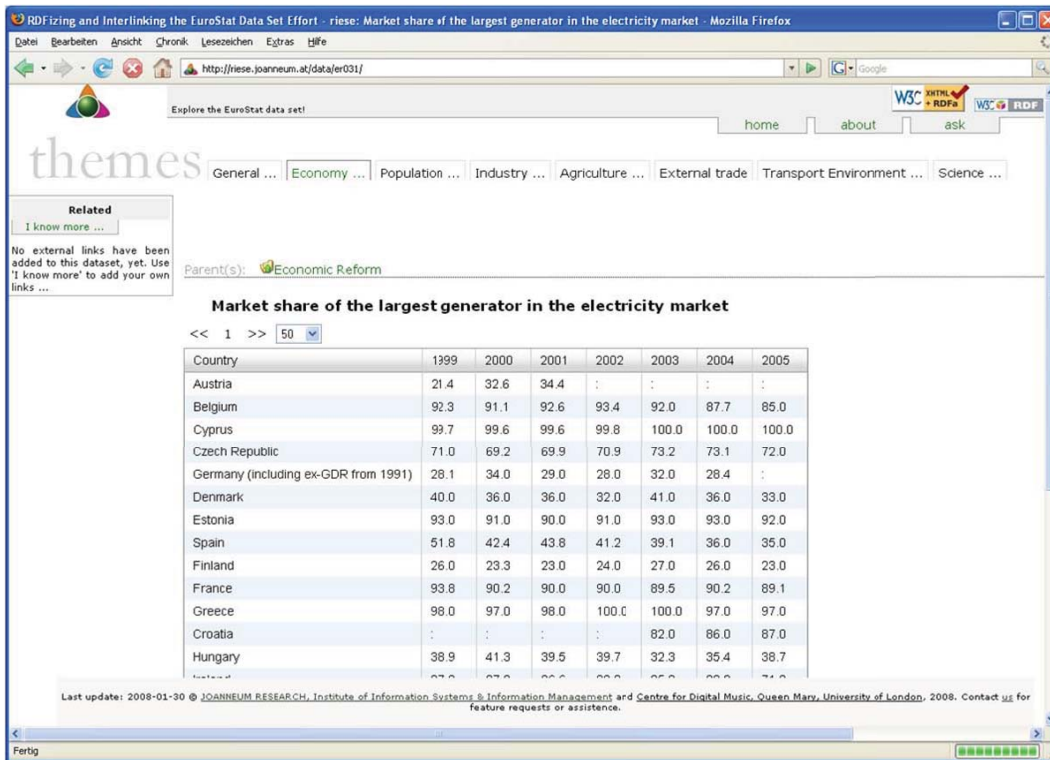 RDFizing and Interlinking the EuroStat Data Set Effort - riese: Market share of the largest generator in the electricity market - Mozilla Firefox
Datei Bearbeiten Ansicht Chronik Lesezeichen Extras Hilfe
http://riese.joanneum.at/data/er031/
G Google
Explore the EuroStat data set!
W3C XHTML + RDFa
W3C RDF
home about ask
themes
General ... Economy ... Population ... Industry ... Agriculture ... External trade Transport Environment ... Science ...
Related
I know more ...
No external links have been
added to this dataset, yet. Use
'I know more' to add your own
links ...
Parent(s): Economic Reform
Market share of the largest generator in the electricity market
<< 1 >> 50
Country 1999 2000 2001 2002 2003 2004 2005
Austria 21.4 32.6 34.4 : : : :
Belgium 92.3 91.1 92.6 93.4 92.0 87.7 85.0
Cyprus 99.7 99.6 99.6 99.8 100.0 100.0 100.0
Czech Republic 71.0 69.2 69.9 70.9 73.2 73.1 72.0
Germany (including ex-GDR from 1991) 28.1 34.0 29.0 28.0 32.0 28.4 :
Denmark 40.0 36.0 36.0 32.0 41.0 36.0 33.0
Estonia 93.0 91.0 90.0 91.0 93.0 93.0 92.0
Spain 51.8 42.4 43.8 41.2 39.1 36.0 35.0
Finland 26.0 23.3 23.0 24.0 27.0 26.0 23.0
France 93.8 90.2 90.0 90.0 89.5 90.2 89.1
Greece 98.0 97.0 98.0 100.0 100.0 97.0 97.0
Croatia : : : : 82.0 86.0 87.0
Hungary 38.9 41.3 39.5 39.7 32.3 35.4 38.7
Last update: 2008-01-30 @ JOANNEUM RESEARCH, Institute of Information Systems & Information Management and Centre for Digital Music, Queen Mary, University of London, 2008. Contact us for
feature requests or assistence.
Fertig